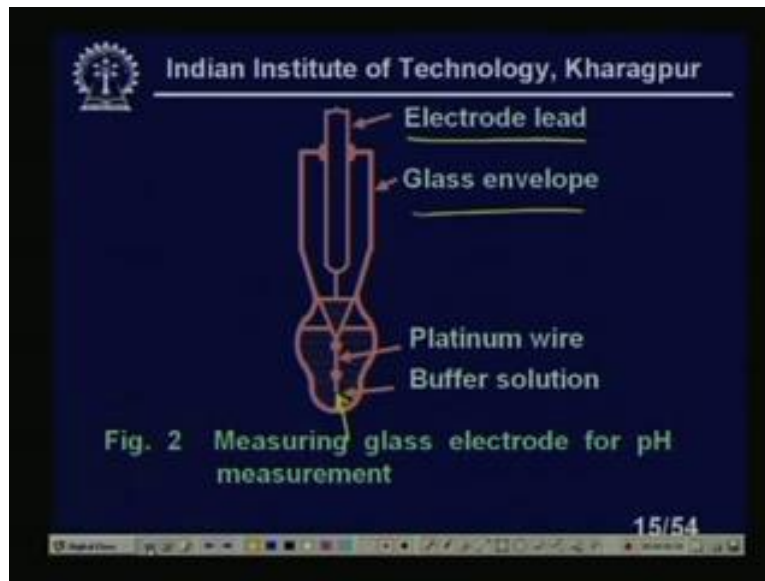 Indian Institute of Technology, Kharagpur
Electrode lead
Glass envelope
Platinum wire
Buffer solution
Fig. 2 Measuring glass electrode for pH
measurement
15/54